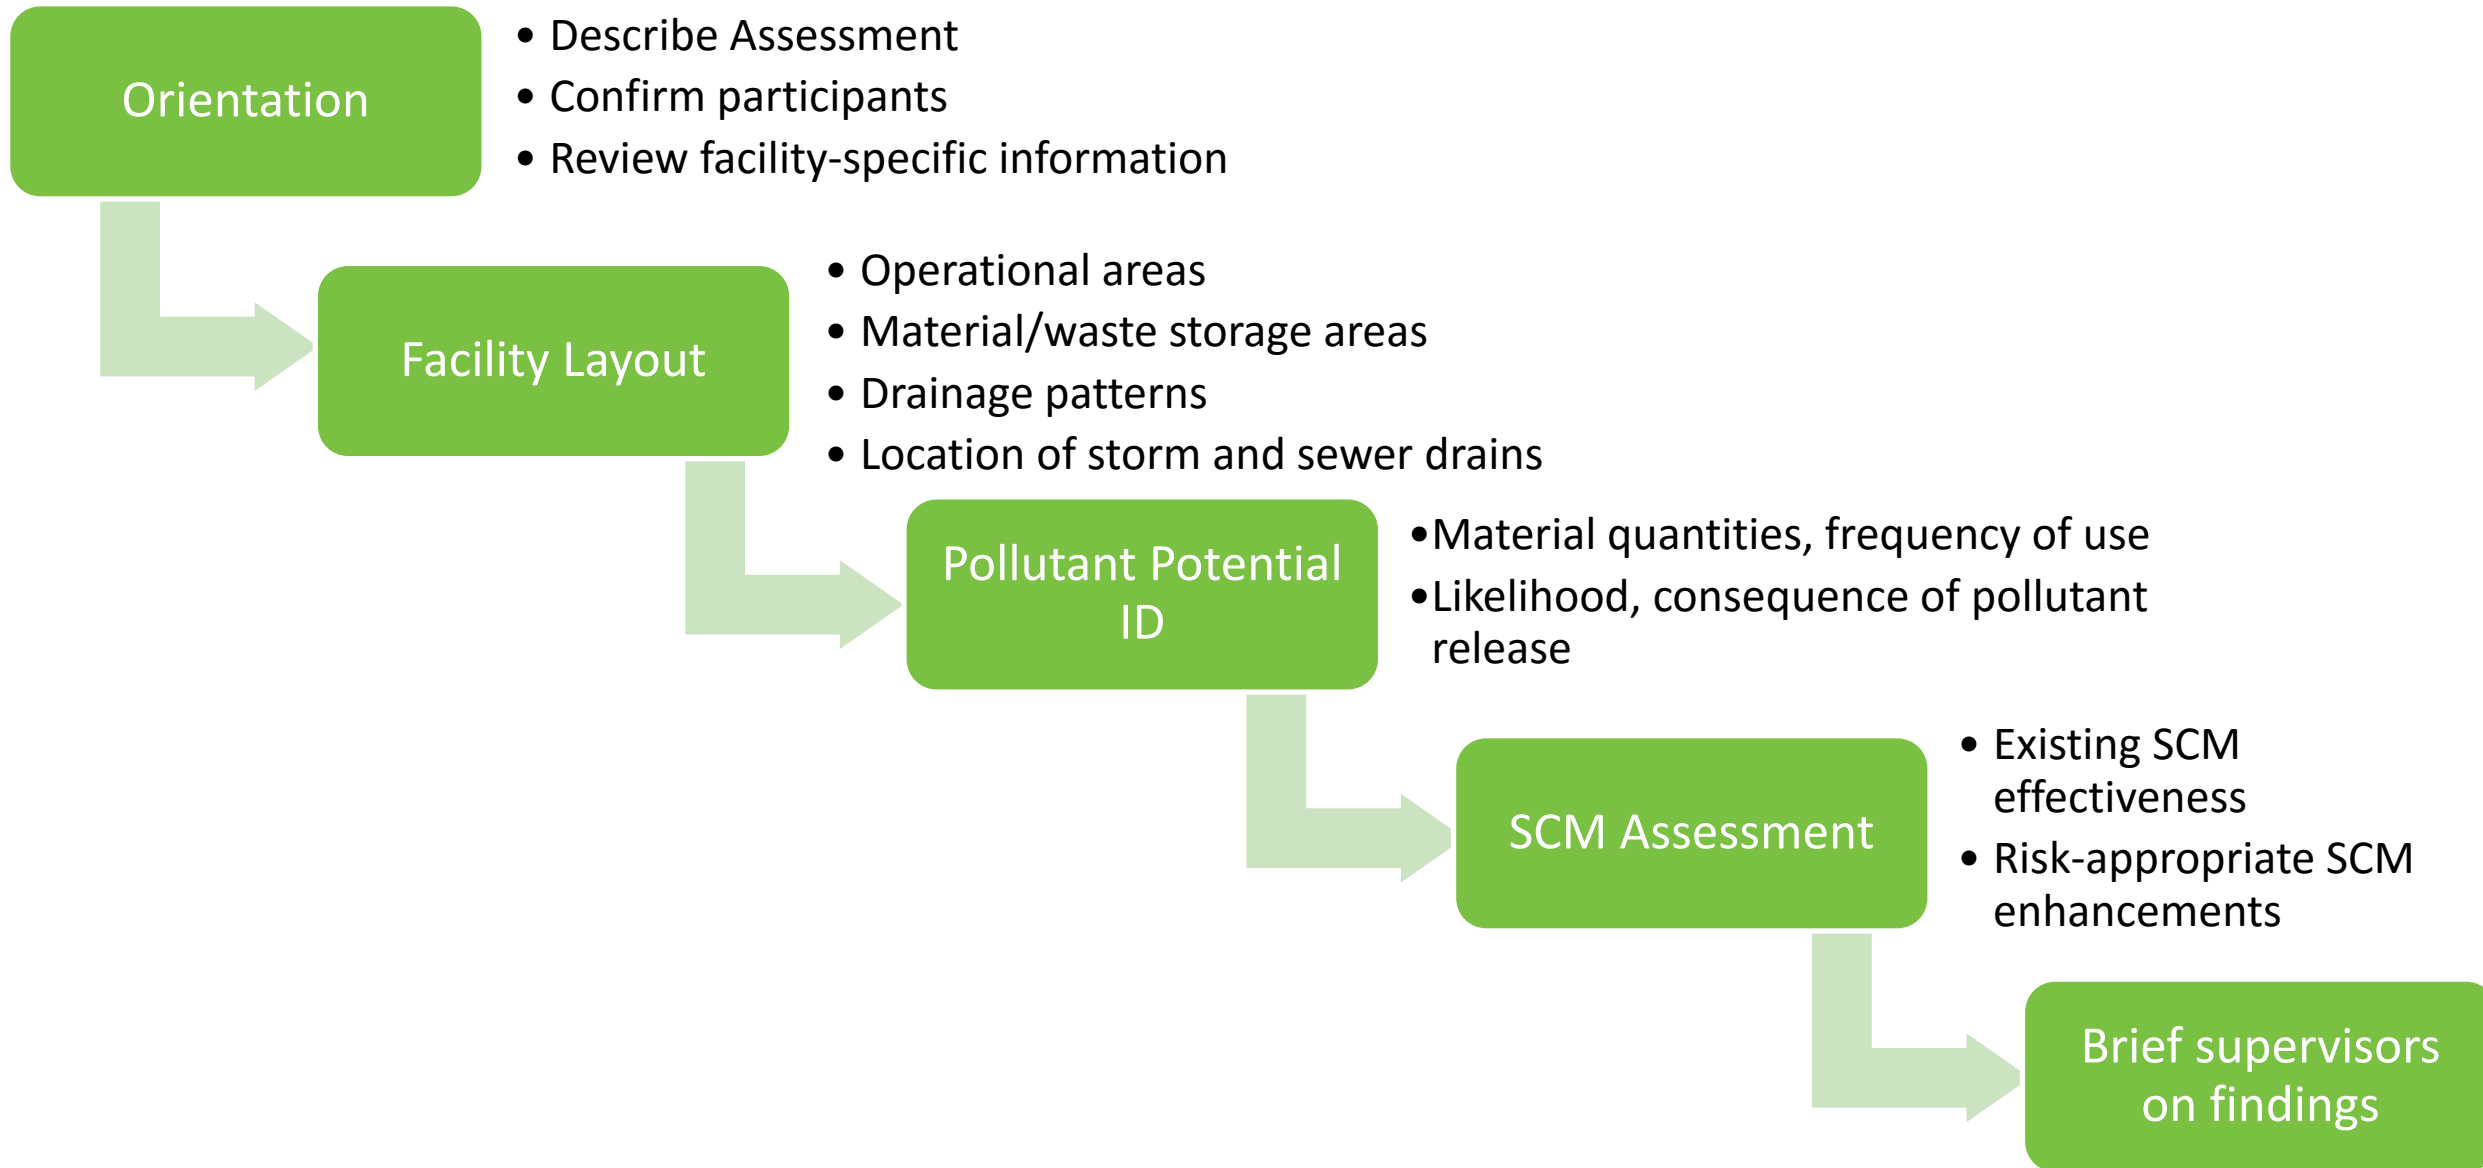 Orientation
• Describe Assessment
• Confirm participants
• Review facility-specific information
Facility Layout
• Operational areas
• Material/waste storage areas
• Drainage patterns
• Location of storm and sewer drains
Pollutant Potential
ID
•Material quantities, frequency of use
•Likelihood, consequence of pollutant
release
SCM Assessment
• Existing SCM
effectiveness
• Risk-appropriate SCM
enhancements
Brief supervisors
on findings